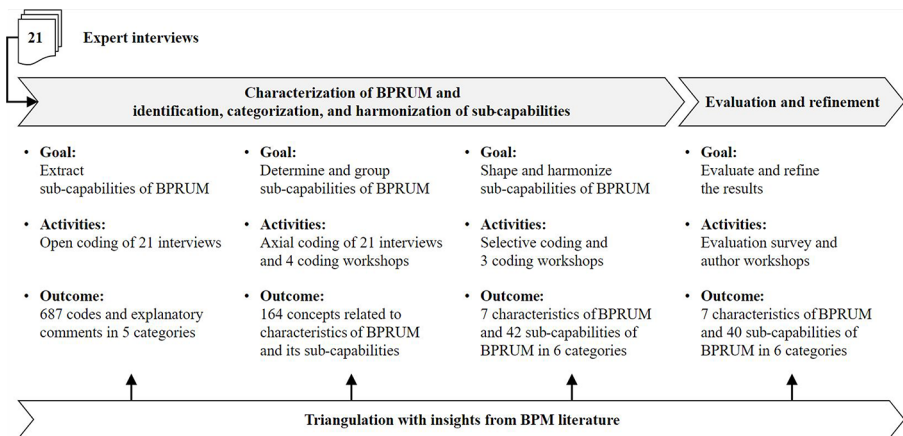 21
Expert interviews
Characterization of BPRUM and
identification, categorization, and harmonization of sub-capabilities
Evaluation and refinement
• Goal:
Extract
sub-capabilities of BPRUM
• Activities:
Open coding of 21 interviews
• Outcome:
687 codes and explanatory
comments in 5 categories
• Goal:
Determine and group
sub-capabilities of BPRUM
• Activities:
Axial coding of 21 interviews
and 4 coding workshops
• Outcome:
164 concepts related to
characteristics of BPRUM
and its sub-capabilities
• Goal:
Shape and harmonize
sub-capabilities of BPRUM
• Activities:
Selective coding and
3 coding workshops
• Outcome:
7 characteristics of BPRUM
and 42 sub-capabilities of
BPRUM in 6 categories
• Goal:
Evaluate and refine
the results
• Activities:
Evaluation survey and
author workshops
• Outcome:
7 characteristics of BPRUM
and 40 sub-capabilities of
BPRUM in 6 categories
Triangulation with insights from BPM literature